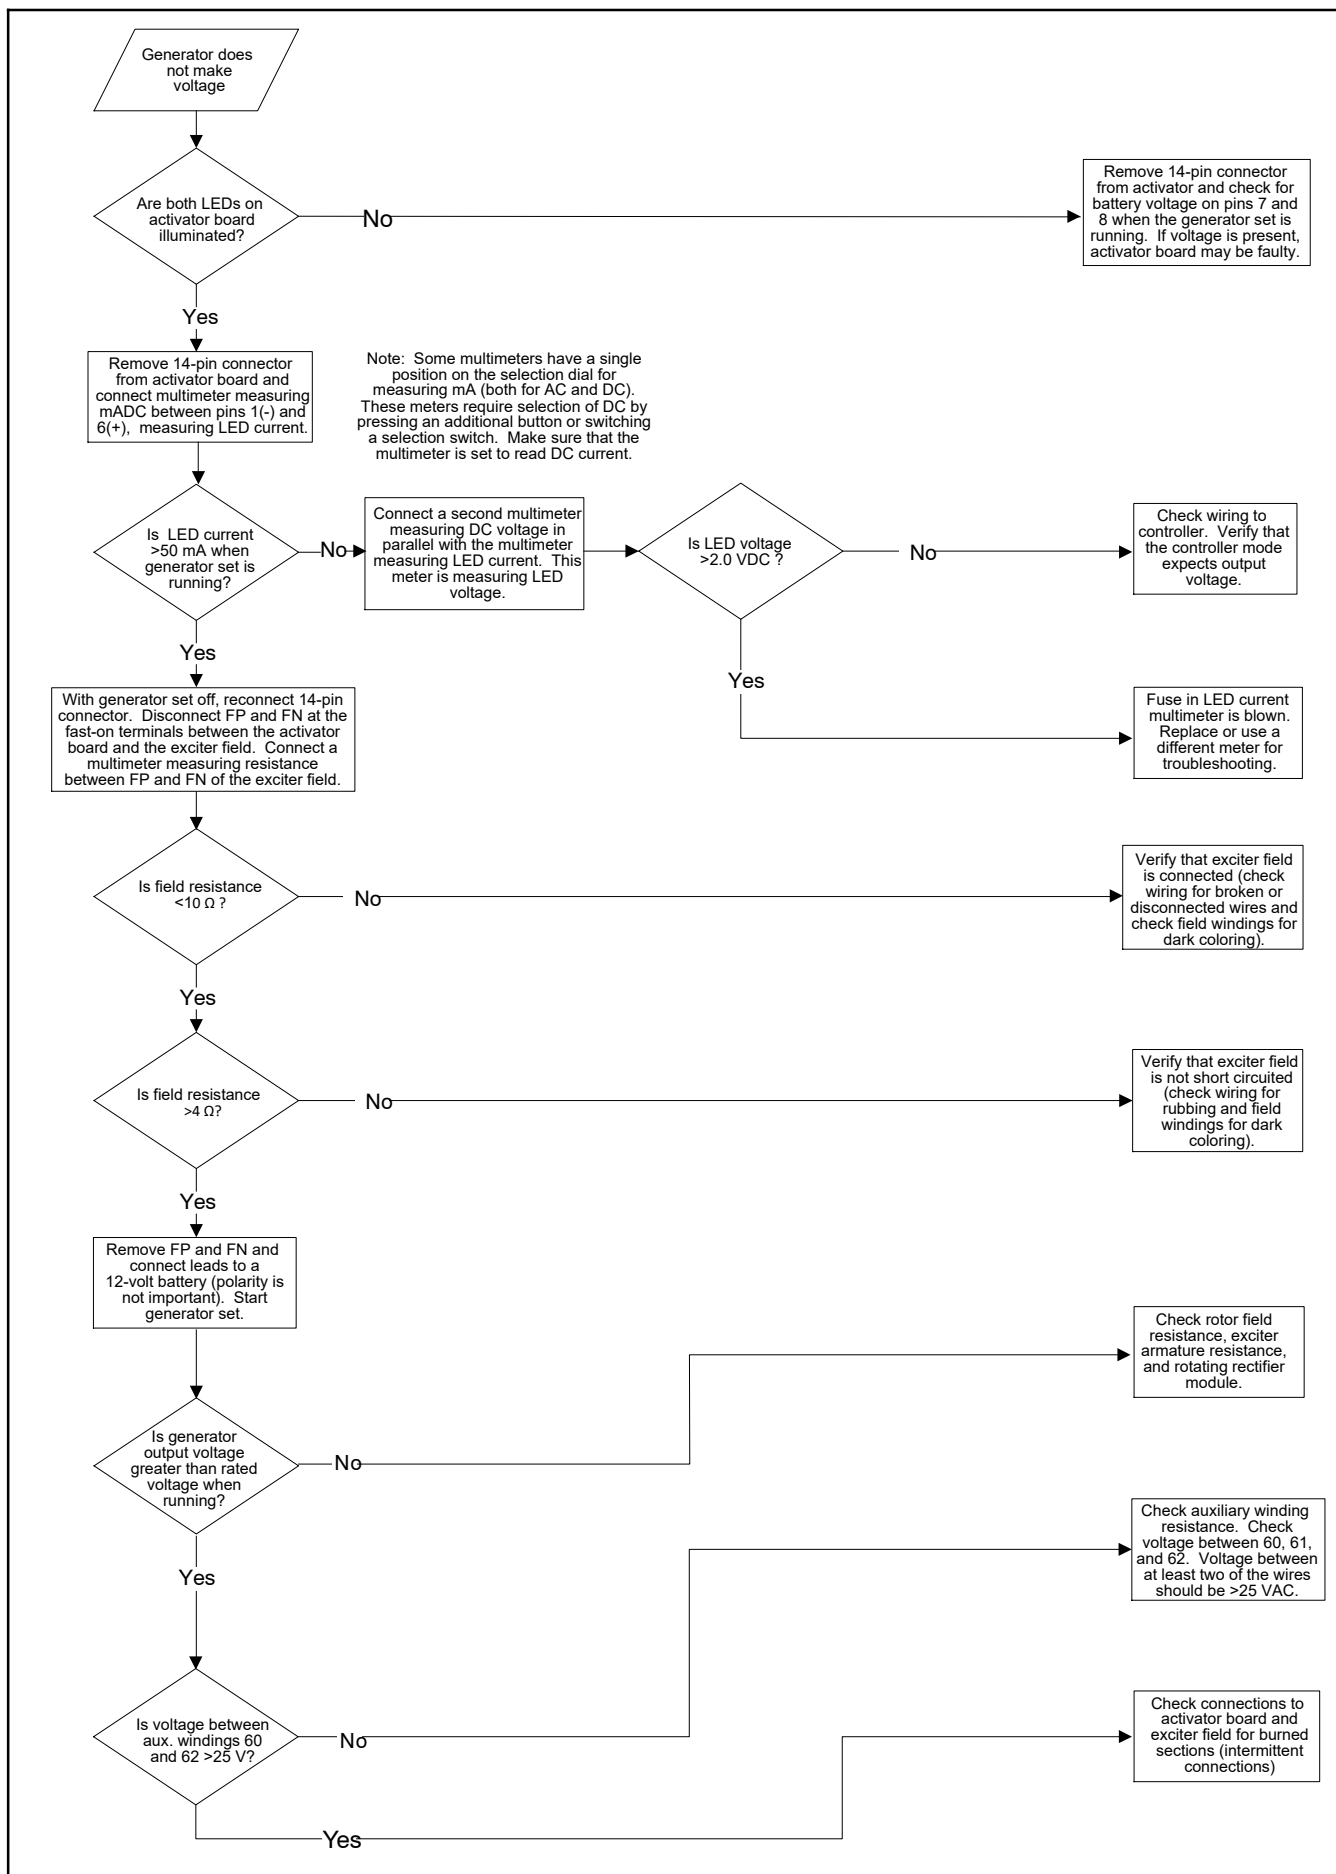 Generator does
not make
voltage
Are both LEDs on
activator board
illuminated?
No
Remove 14-pin connector
from activator and check for
battery voltage on pins 7 and
8 when the generator set is
running.  If voltage is present,
activator board may be faulty.
Yes
Remove 14-pin connector
from activator board and
connect multimeter measuring
mADC between pins 1(-) and
6(+),  measuring LED current.
Note:  Some multimeters have a single
position on the selection dial for
measuring mA (both for AC and DC).
These meters require selection of DC by
pressing an additional button or switching
a selection switch.  Make sure that the
multimeter is set to read DC current.
Is  LED current
>50 mA when
generator set is
running?
No
Connect a second multimeter
measuring DC voltage in
parallel with the multimeter
measuring LED current.  This
meter is measuring LED
voltage.
Is LED voltage
>2.0 VDC ?
No
Check wiring to
controller.  Verify that
the controller mode
expects output
voltage.
Yes
Yes
Fuse in LED current
multimeter is blown.
Replace or use a
different meter for
troubleshooting.
With generator set off, reconnect 14-pin
connector.  Disconnect FP and FN at the
fast-on terminals between the activator
board and the exciter field.  Connect a
multimeter measuring resistance
between FP and FN of the exciter field.
Is field resistance
<10 Ω ?
No
Verify that exciter field
is connected (check
wiring for broken or
disconnected wires and
check field windings for
dark coloring).
Yes
Is field resistance
>4 Ω?
No
Verify that exciter field
is not short circuited
(check wiring for
rubbing and field
windings for dark
coloring).
Yes
Remove FP and FN and
connect leads to a
12-volt battery (polarity is
not important).  Start
generator set.
Is generator
output voltage
greater than rated
voltage when
running?
No
Check rotor field
resistance, exciter
armature resistance,
and rotating rectifier
module.
Yes
Is voltage between
aux. windings 60
and 62 >25 V?
No
Check auxiliary winding
resistance.  Check
voltage between 60, 61,
and 62.  Voltage between
at least two of the wires
should be >25 VAC.
Yes
Check connections to
activator board and
exciter field for burned
sections (intermittent
connections)